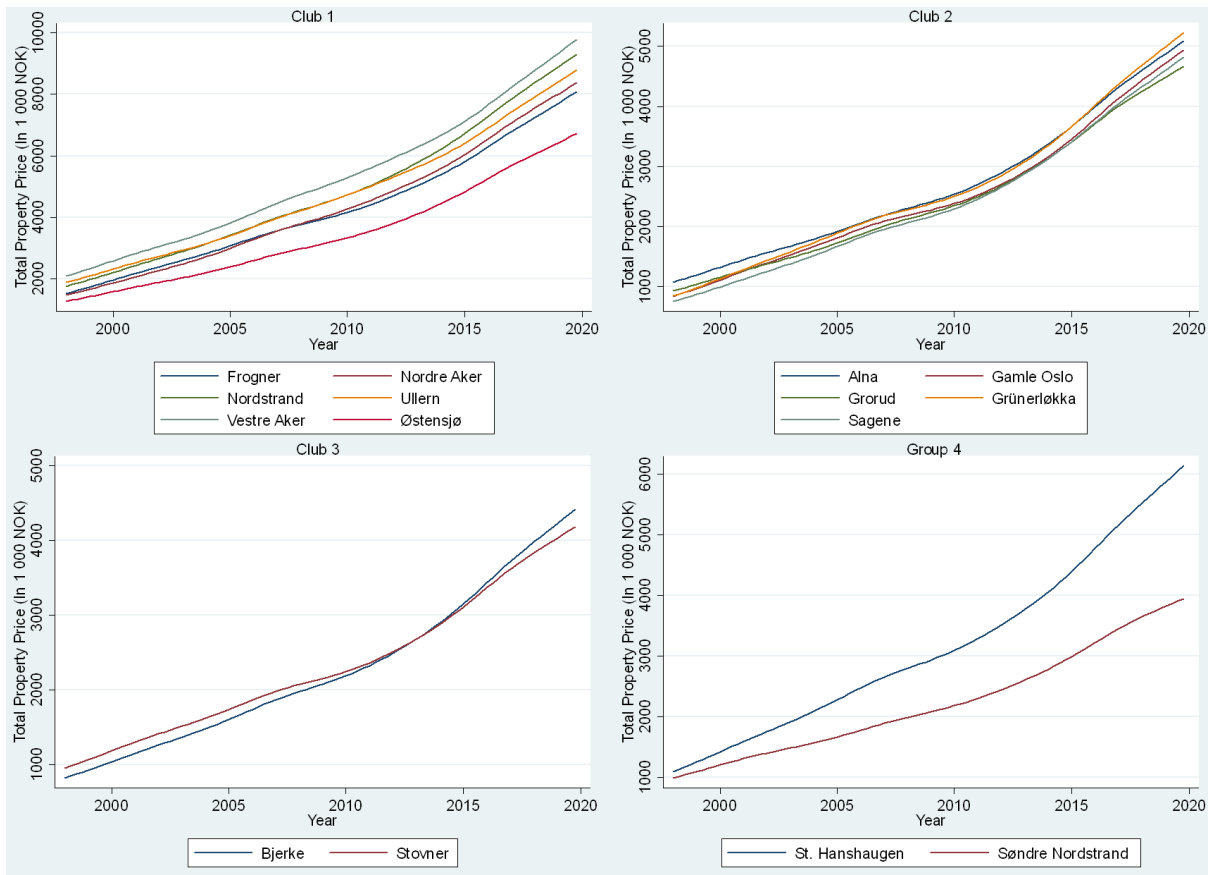 Club 1
Total Property Price (In 1 000 NOK)
10000
8000
6000
4000
2000
2000 2005 2010 2015 2020
Year
Frogner Nordre Aker
Nordstrand Ullern
Vestre Aker Østensjø
Club 2
Total Property Price (In 1 000 NOK)
5000
4000
3000
2000
1000
2000 2005 2010 2015 2020
Year
Alna Gamle Oslo
Grorud Grünerløkka
Sagene
Club 3
Total Property Price (In 1 000 NOK)
5000
4000
3000
2000
1000
2000 2005 2010 2015 2020
Year
Bjerke Stovner
Group 4
Total Property Price (In 1 000 NOK)
6000
5000
4000
3000
2000
1000
2000 2005 2010 2015 2020
Year
St. Hanshaugen Søndre Nordstrand